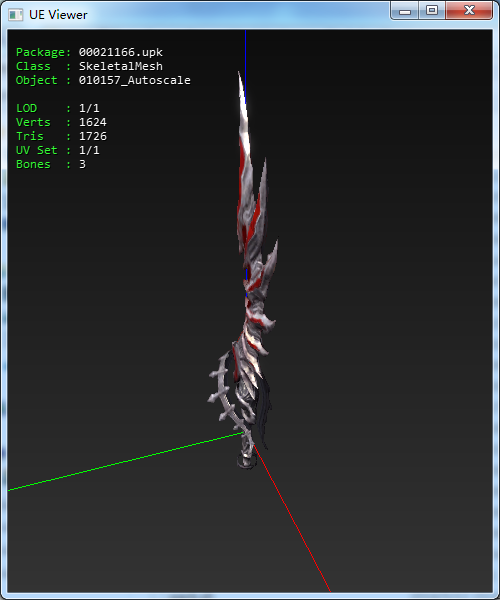 UE Viewer
Package: 00021166.upk
Class : SkeletalMesh
Object : 010157_Autoscale
LOD : 1/1
Verts : 1624
Tris : 1726
UV Set : 1/1
Bones : 3